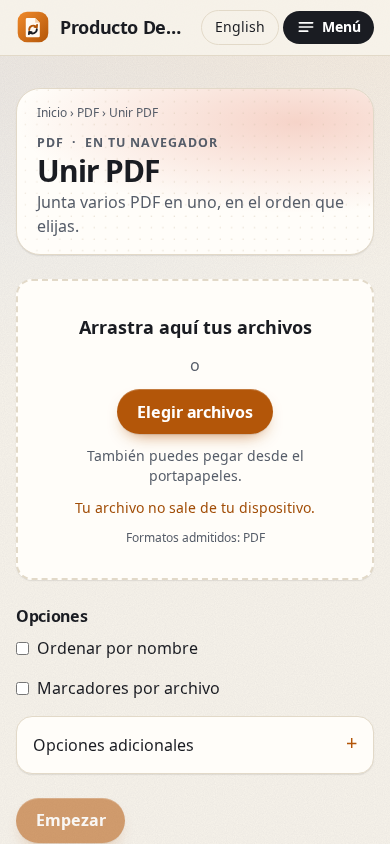 Producto De...
English
Menú
Inicio › PDF › Unir PDF
PDF · EN TU NAVEGADOR
Unir PDF
Junta varios PDF en uno, en el orden que
elijas.
Arrastra aquí tus archivos
o
Elegir archivos
También puedes pegar desde el
portapapeles.
Tu archivo no sale de tu dispositivo.
Formatos admitidos: PDF
Opciones
Ordenar por nombre
Marcadores por archivo
Opciones adicionales +
Empezar